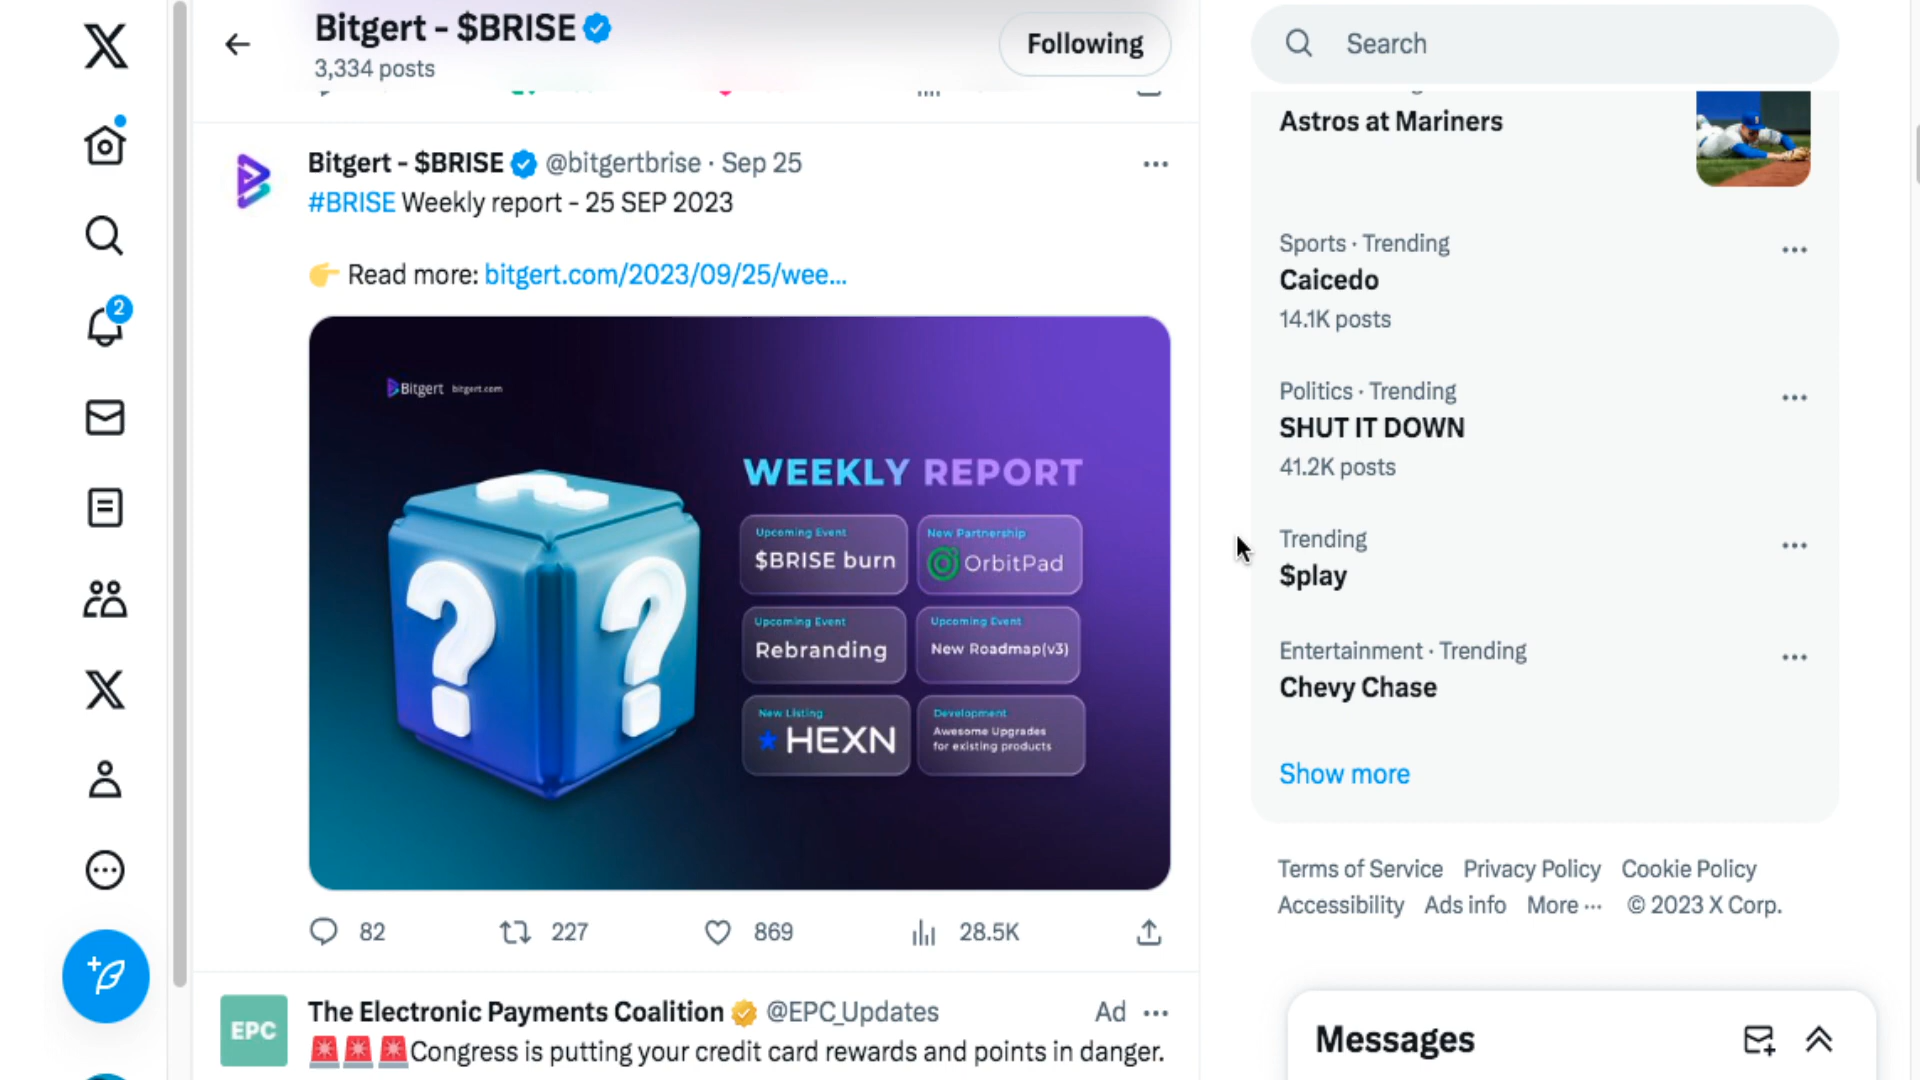 Bitgert - $BRISE
3,334 posts
Following
Search
2
Bitgert - $BRISE @bitgertbrise · Sep 25
#BRISE Weekly report - 25 SEP 2023
👉 Read more: bitgert.com/2023/09/25/wee...
Bitgert bitgert.com
WEEKLY REPORT
Upcoming Event
$BRISE burn
New Partnership
OrbitPad
Upcoming Event
Rebranding
Upcoming Event
New Roadmap(v3)
New Listing
HEXN
Development
Awesome Upgrades
for existing products
82 227 869 28.5K
EPC
The Electronic Payments Coalition @EPC_Updates Ad
🚨🚨🚨Congress is putting your credit card rewards and points in danger.
Astros at Mariners
Sports · Trending
Caicedo
14.1K posts
Politics · Trending
SHUT IT DOWN
41.2K posts
Trending
$play
Entertainment · Trending
Chevy Chase
Show more
Terms of Service Privacy Policy Cookie Policy
Accessibility Ads info More ··· © 2023 X Corp.
Messages